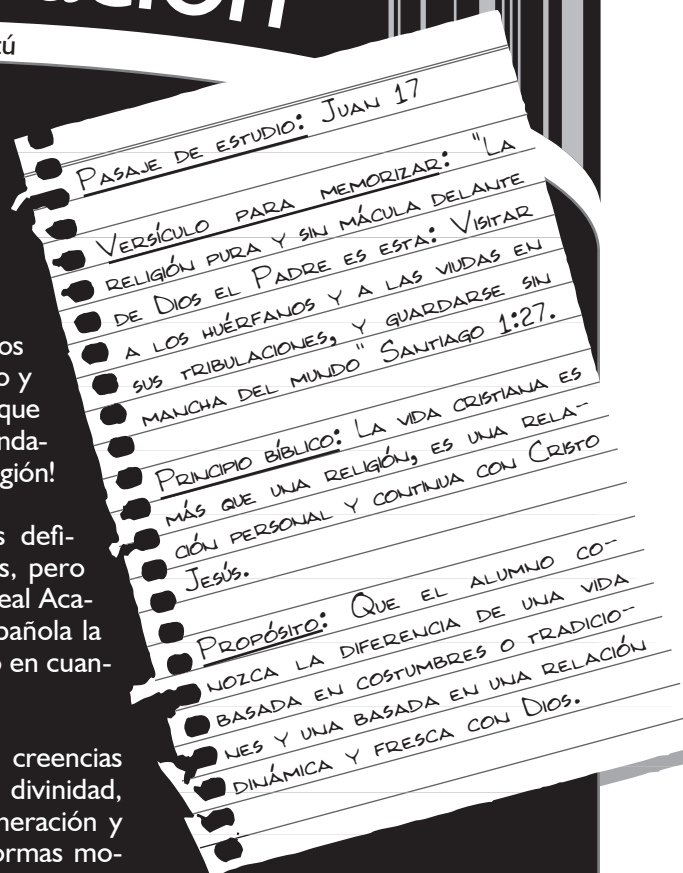 tú
Pasaje de estudio: Juan 17
Versículo para memorizar: "La
religión pura y sin mácula delante
de Dios el Padre es esta: Visitar
a los huérfanos y a las viudas en
sus tribulaciones, y guardarse sin
mancha del mundo" Santiago 1:27.
Principio bíblico: La vida cristiana es
más que una religión, es una rela-
ción personal y continua con Cristo
Jesús.
Propósito: Que el alumno co-
nozca la diferencia de una vida
basada en costumbres o tradicio-
nes y una basada en una relación
dinámica y fresca con Dios.
os
o y
que
nda-
gión!
s defi-
s, pero
eal Aca-
pañola la
o en cuan-
creencias
divinidad,
neración y
ormas mo-